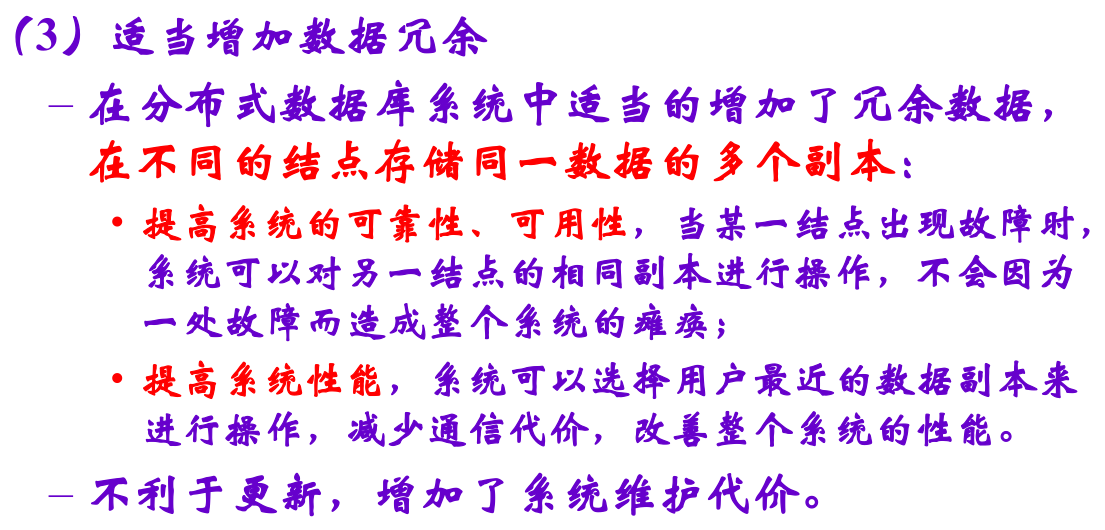 （3）适当增加数据冗余
– 在分布式数据库系统中适当的增加了冗余数据，
在不同的结点存储同一数据的多个副本：
• 提高系统的可靠性、可用性，当某一结点出现故障时，
系统可以对另一结点的相同副本进行操作，不会因为
一处故障而造成整个系统的瘫痪；
• 提高系统性能，系统可以选择用户最近的数据副本来
进行操作，减少通信代价，改善整个系统的性能。
– 不利于更新，增加了系统维护代价。